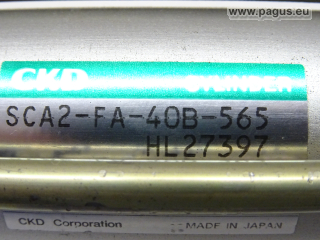 www.pagus.eu
CKD CYLINDER
SCA2-FA-40B-565
HL27397
CKD Corporation MADE IN JAPAN